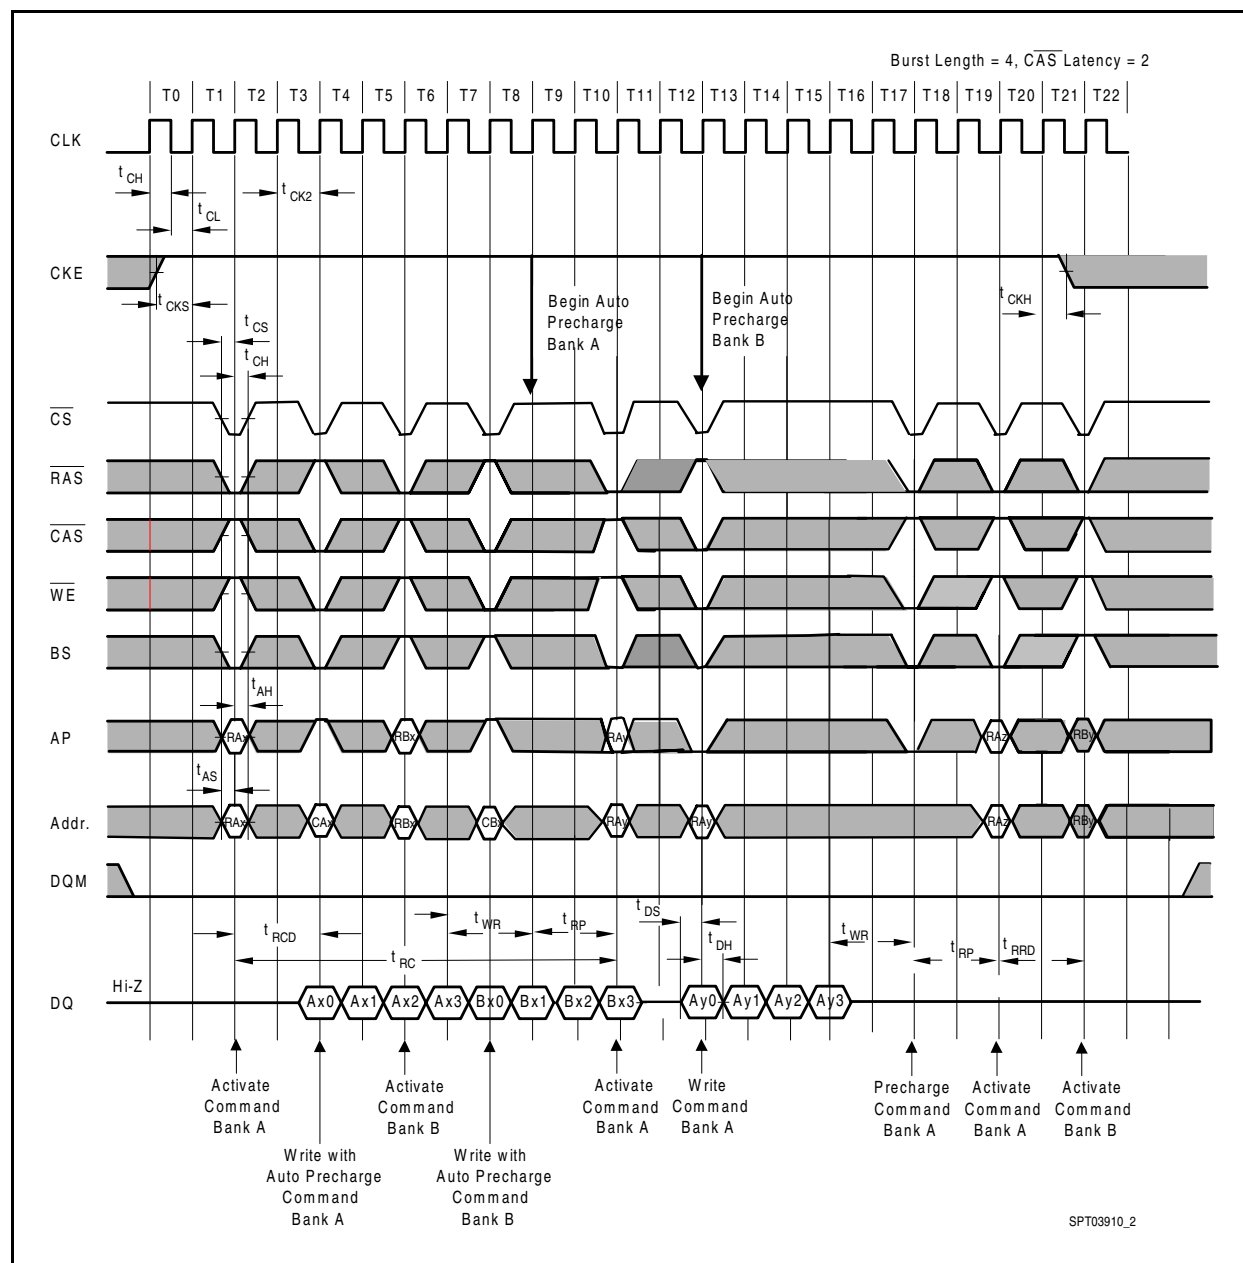 Burst Length = 4, CAS Latency = 2
T0 T1 T2 T3 T4 T5 T6 T7 T8 T9 T10 T11 T12 T13 T14 T15 T16 T17 T18 T19 T20 T21 T22
CLK
t CH
t CK2
t CL
CKE
t CKS
t CKH
Begin Auto
Precharge
Bank A
Begin Auto
Precharge
Bank B
t CS
t CH
CS
RAS
CAS
WE
BS
t AH
AP
RAx RBx RAy RAz RBy
t AS
Addr.
RAx CAx RBx CBx RAy RAy RAz RBy
DQM
t RCD
t WR
t RP
t DS
t DH
t WR
t RP
t RRD
t RC
Hi-Z
DQ
Ax0 Ax1 Ax2 Ax3 Bx0 Bx1 Bx2 Bx3 Ay0 Ay1 Ay2 Ay3
Activate
Command
Bank A
Activate
Command
Bank B
Activate
Command
Bank A
Write
Command
Bank A
Precharge
Command
Bank A
Activate
Command
Bank A
Activate
Command
Bank B
Write with
Auto Precharge
Command
Bank A
Write with
Auto Precharge
Command
Bank B
SPT03910_2